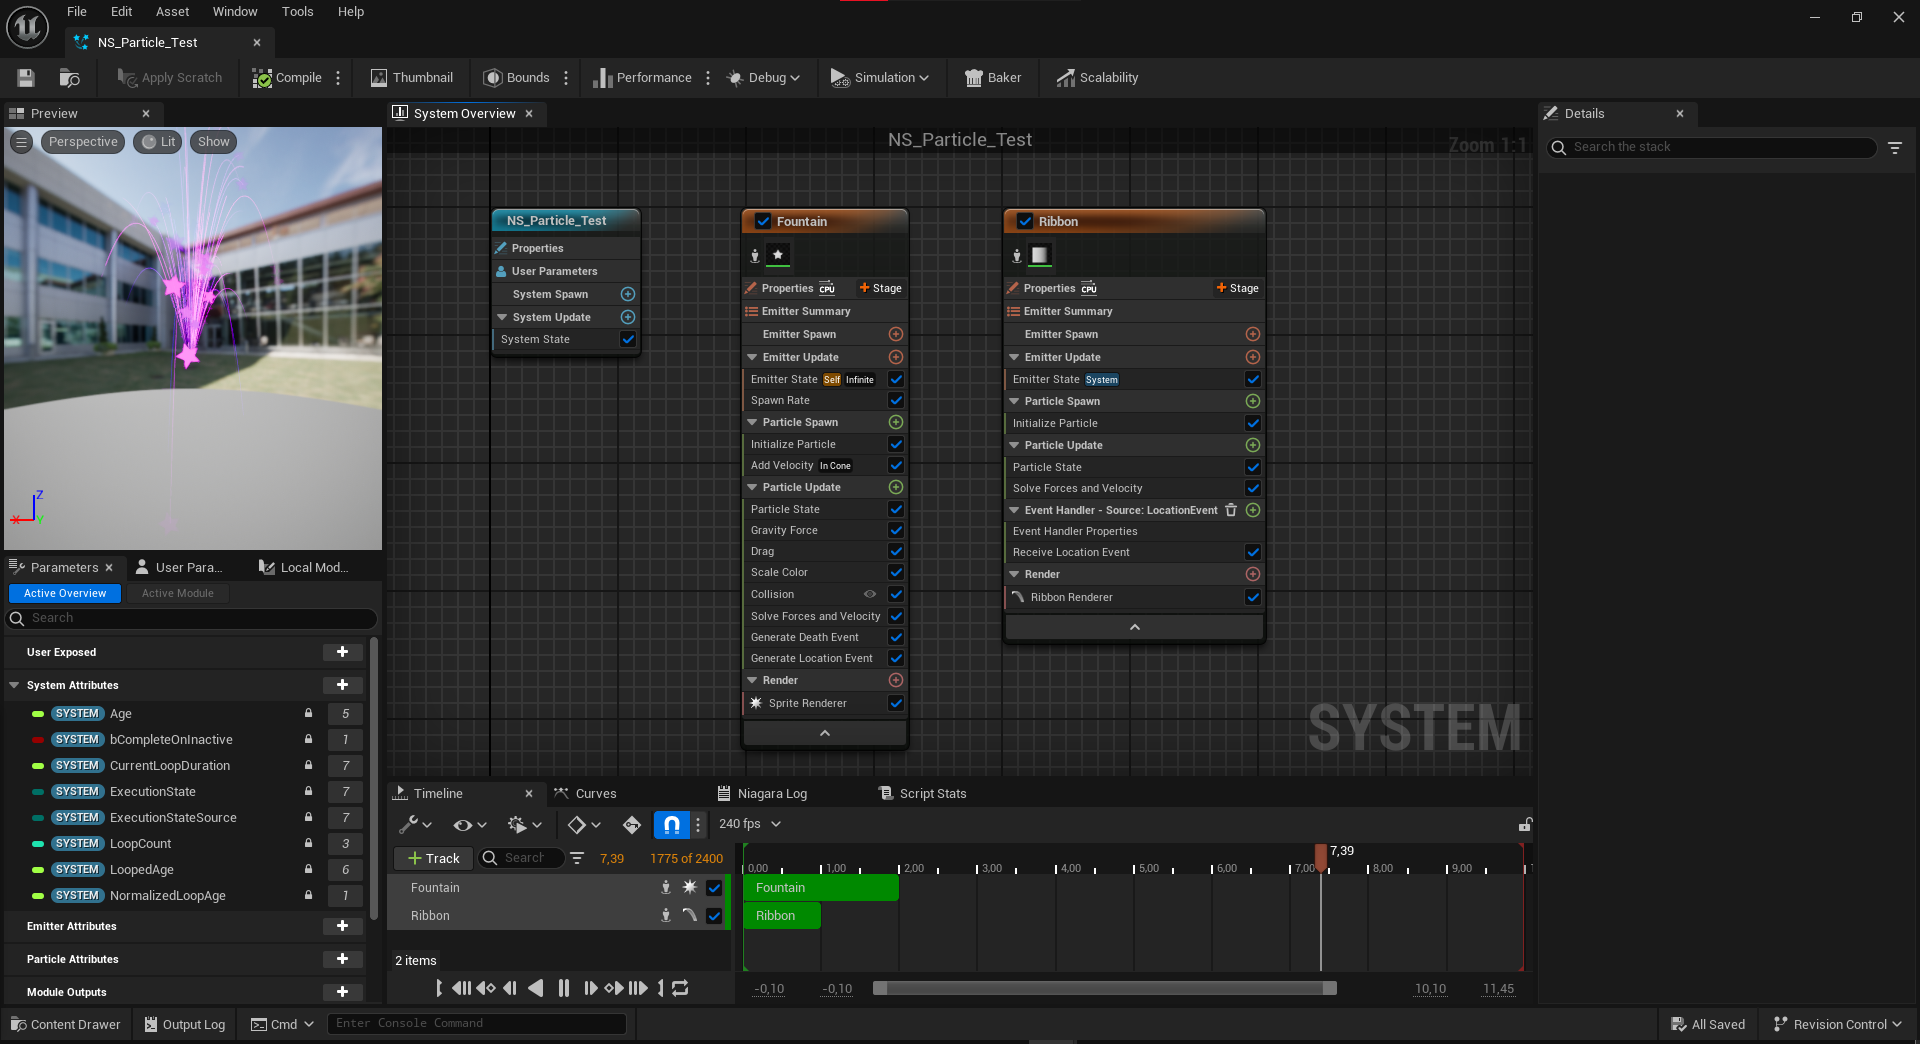 File Edit Asset Window Tools Help
NS_Particle_Test
Apply Scratch Compile Thumbnail Bounds Performance Debug Simulation Baker Scalability
Preview
Perspective Lit Show
Z
X
Y
Parameters User Para... Local Mod...
Active Overview Active Module
Search
User Exposed
System Attributes
SYSTEM Age 5
SYSTEM bCompleteOnInactive 1
SYSTEM CurrentLoopDuration 7
SYSTEM ExecutionState 7
SYSTEM ExecutionStateSource 7
SYSTEM LoopCount 3
SYSTEM LoopedAge 6
SYSTEM NormalizedLoopAge 1
Emitter Attributes
Particle Attributes
Module Outputs
System Overview
NS_Particle_Test
Zoom 1:1
NS_Particle_Test
Properties
User Parameters
System Spawn
System Update
System State
Fountain
Properties CPU Stage
Emitter Summary
Emitter Spawn
Emitter Update
Emitter State Self Infinite
Spawn Rate
Particle Spawn
Initialize Particle
Add Velocity In Cone
Particle Update
Particle State
Gravity Force
Drag
Scale Color
Collision
Solve Forces and Velocity
Generate Death Event
Generate Location Event
Render
Sprite Renderer
Ribbon
Properties CPU Stage
Emitter Summary
Emitter Spawn
Emitter Update
Emitter State System
Particle Spawn
Initialize Particle
Particle Update
Particle State
Solve Forces and Velocity
Event Handler - Source: LocationEvent
Event Handler Properties
Receive Location Event
Render
Ribbon Renderer
SYSTEM
Details
Search the stack
Timeline Curves Niagara Log Script Stats
240 fps
Track Search 7,39 1775 of 2400
7,39
0,00 1,00 2,00 3,00 4,00 5,00 6,00 7,00 8,00 9,00 1
Fountain
Fountain
Ribbon
Ribbon
2 items
-0,10 -0,10 10,10 11,45
Content Drawer Output Log Cmd Enter Console Command All Saved Revision Control